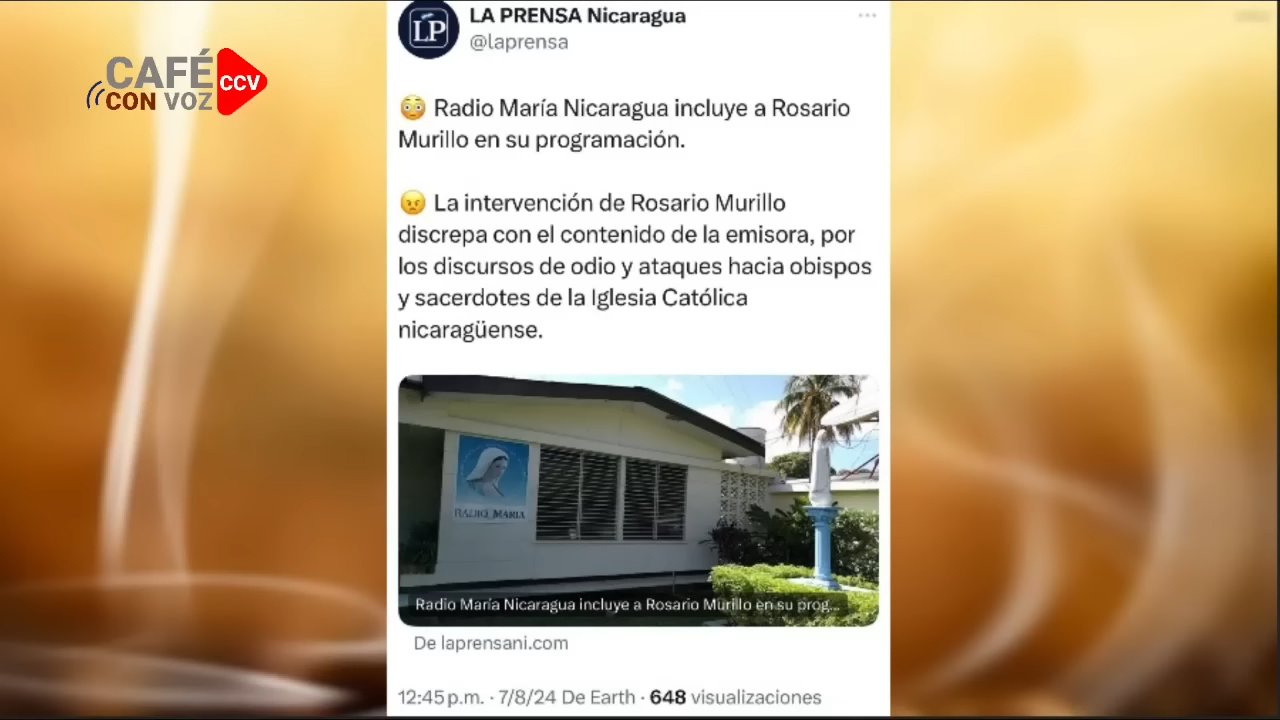 CAFÉ
CON VOZ
CCV
LP
LA PRENSA Nicaragua
@laprensa
😳 Radio María Nicaragua incluye a Rosario
Murillo en su programación.
😠 La intervención de Rosario Murillo
discrepa con el contenido de la emisora, por
los discursos de odio y ataques hacia obispos
y sacerdotes de la Iglesia Católica
nicaragüense.
RADIO MARIA
Radio María Nicaragua incluye a Rosario Murillo en su prog...
De laprensani.com
12:45 p.m. · 7/8/24 De Earth · 648 visualizaciones